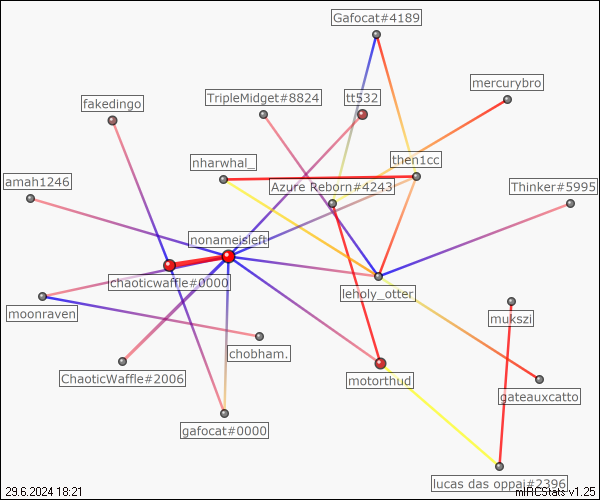 Gafocat#4189
mercurybro
fakedingo
TripleMidget#8824
tt532
nharwhal_
then1cc
amah1246
Azure Reborn#4243
Thinker#5995
nonameisleft
chaoticwaffle#0000
leholy_otter
moonraven
mukszi
chobham.
ChaoticWaffle#2006
motorthud
gateauxcatto
gafocat#0000
lucas das oppai#2396
29.6.2024 18:21
mIRCStats v1.25